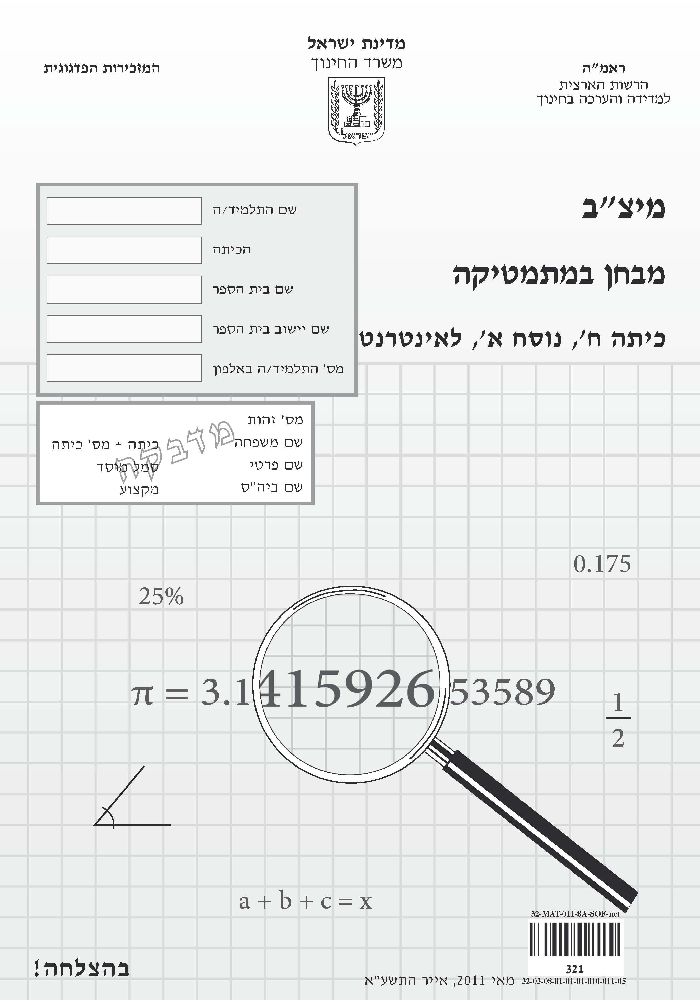 מדינת ישראל
משרד החינוך
ראמ"ה
הרשות הארצית
למדידה והערכה בחינוך
המזכירות הפדגוגית
ישראל
מיצ"ב
מבחן במתמטיקה
כיתה ח', נוסח א', לאינטרנט
שם התלמיד/ה
הכיתה
שם בית הספר
שם יישוב בית הספר
מס' התלמיד/ה באלפון
מס' זהות
שם משפחה
כיתה + מס' כיתה
שם פרטי
סמל מוסד
שם ביה"ס
מקצוע
מדבקה
0.175
25%
π = 3.1415926 53589
1
2
a + b + c = x
32-MAT-011-8A-SOF-net
321
32-03-08-01-01-01-010-011-05
מאי 2011, אייר התשע"א
בהצלחה!